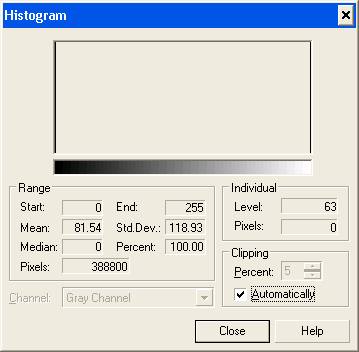 Histogram
Range
Start: 0 End: 255
Mean: 81.54 Std.Dev.: 118.93
Median: 0 Percent: 100.00
Pixels: 388800
Individual
Level: 63
Pixels: 0
Clipping
Percent: 5
Automatically
Channel: Gray Channel
Close Help